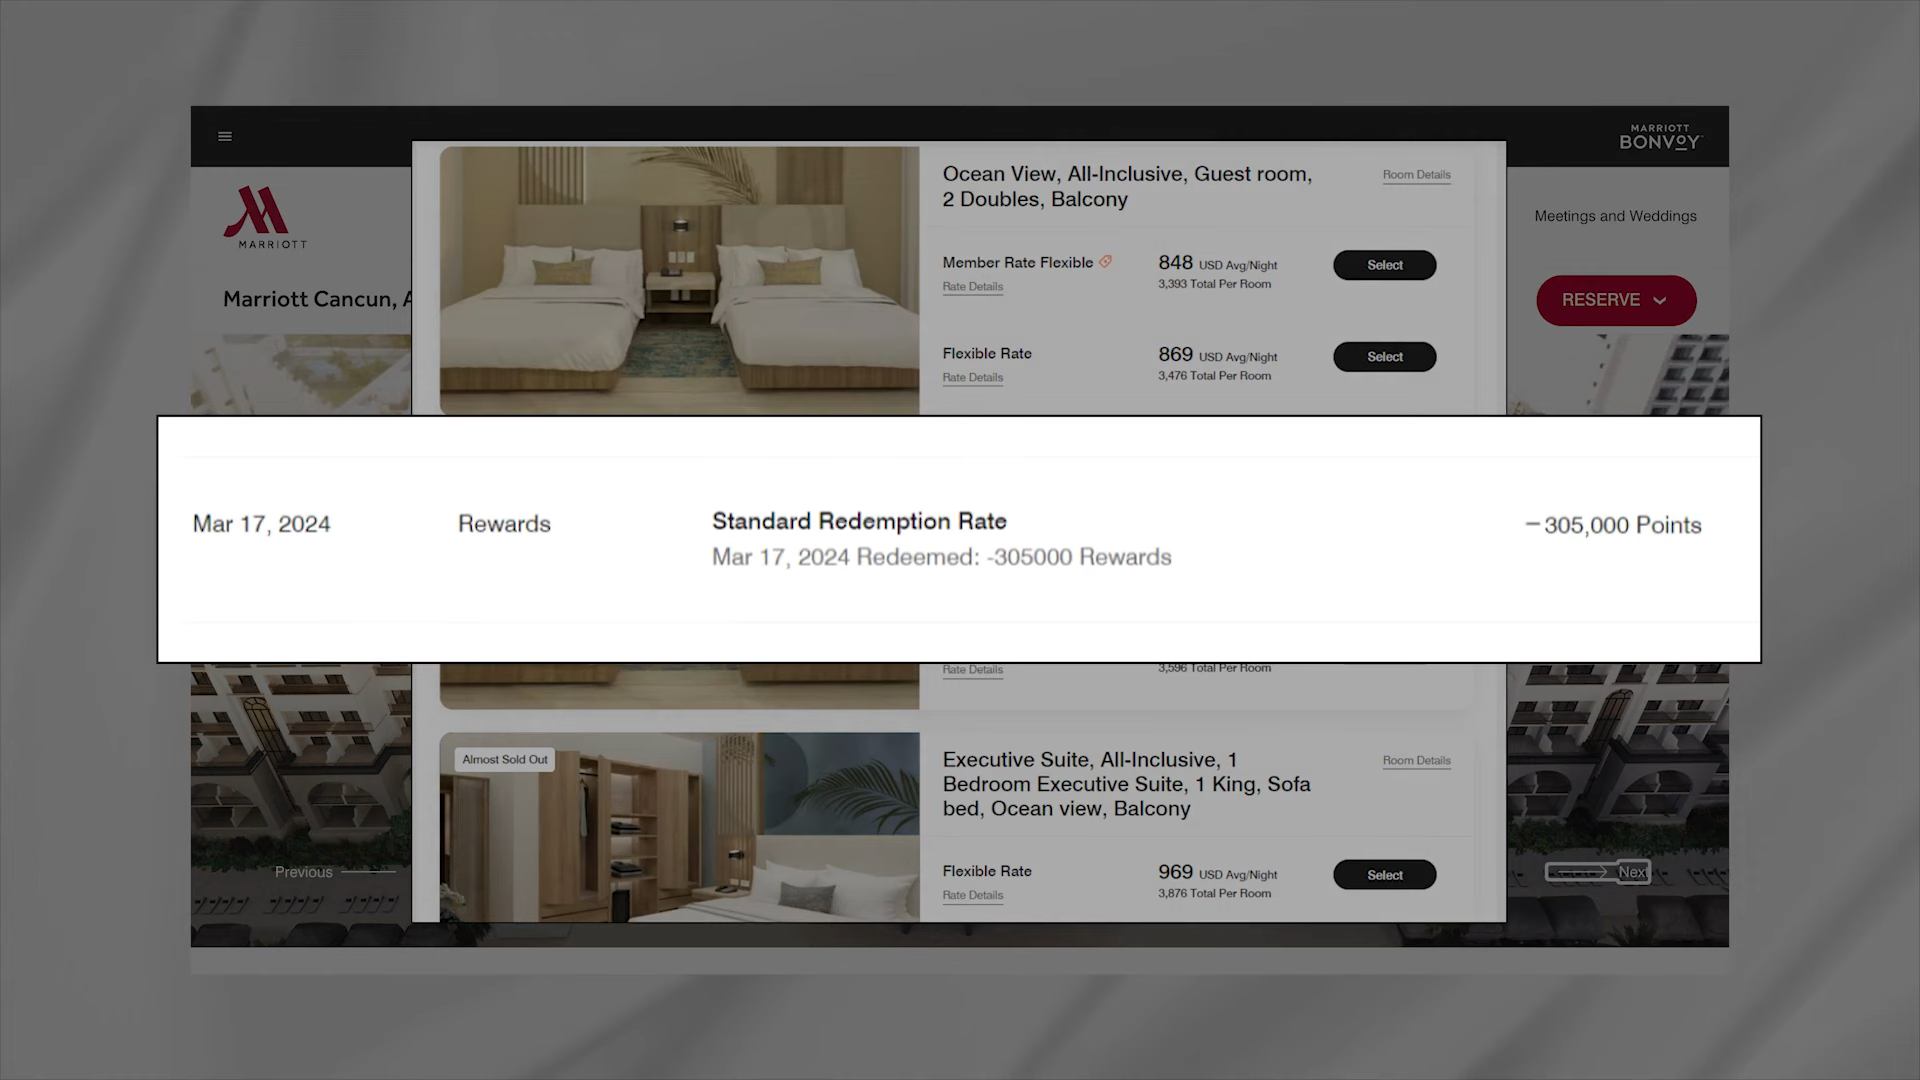 MARRIOTT
BONVOY
MARRIOTT
Meetings and Weddings
Marriott Cancun,
RESERVE
Ocean View, All-Inclusive, Guest room,
2 Doubles, Balcony
Room Details
Member Rate Flexible
848 USD Avg/Night
Select
Rate Details
3,393 Total Per Room
Flexible Rate
869 USD Avg/Night
Select
Rate Details
3,476 Total Per Room
Mar 17, 2024
Rewards
Standard Redemption Rate
Mar 17, 2024 Redeemed: -305000 Rewards
−305,000 Points
Rate Details
3,596 Total Per Room
Almost Sold Out
Executive Suite, All-Inclusive, 1
Bedroom Executive Suite, 1 King, Sofa
bed, Ocean view, Balcony
Room Details
Flexible Rate
969 USD Avg/Night
Select
Rate Details
3,876 Total Per Room
Previous
Next